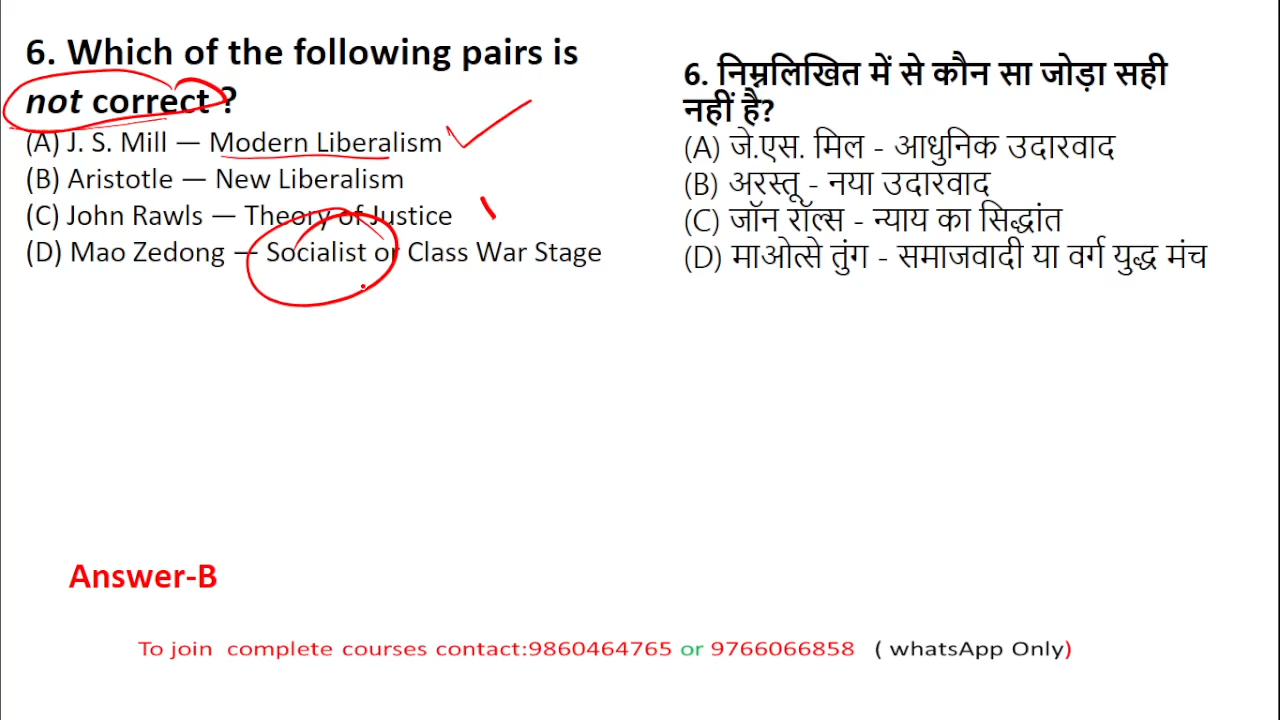 6. Which of the following pairs is
not correct ?
(A) J. S. Mill — Modern Liberalism
(B) Aristotle — New Liberalism
(C) John Rawls — Theory of Justice
(D) Mao Zedong — Socialist or Class War Stage
6. निम्नलिखित में से कौन सा जोड़ा सही
नहीं है?
(A) जे.एस. मिल - आधुनिक उदारवाद
(B) अरस्तू - नया उदारवाद
(C) जॉन रॉल्स - न्याय का सिद्धांत
(D) माओत्से तुंग - समाजवादी या वर्ग युद्ध मंच
Answer-B
To join complete courses contact:9860464765 or 9766066858 ( whatsApp Only)